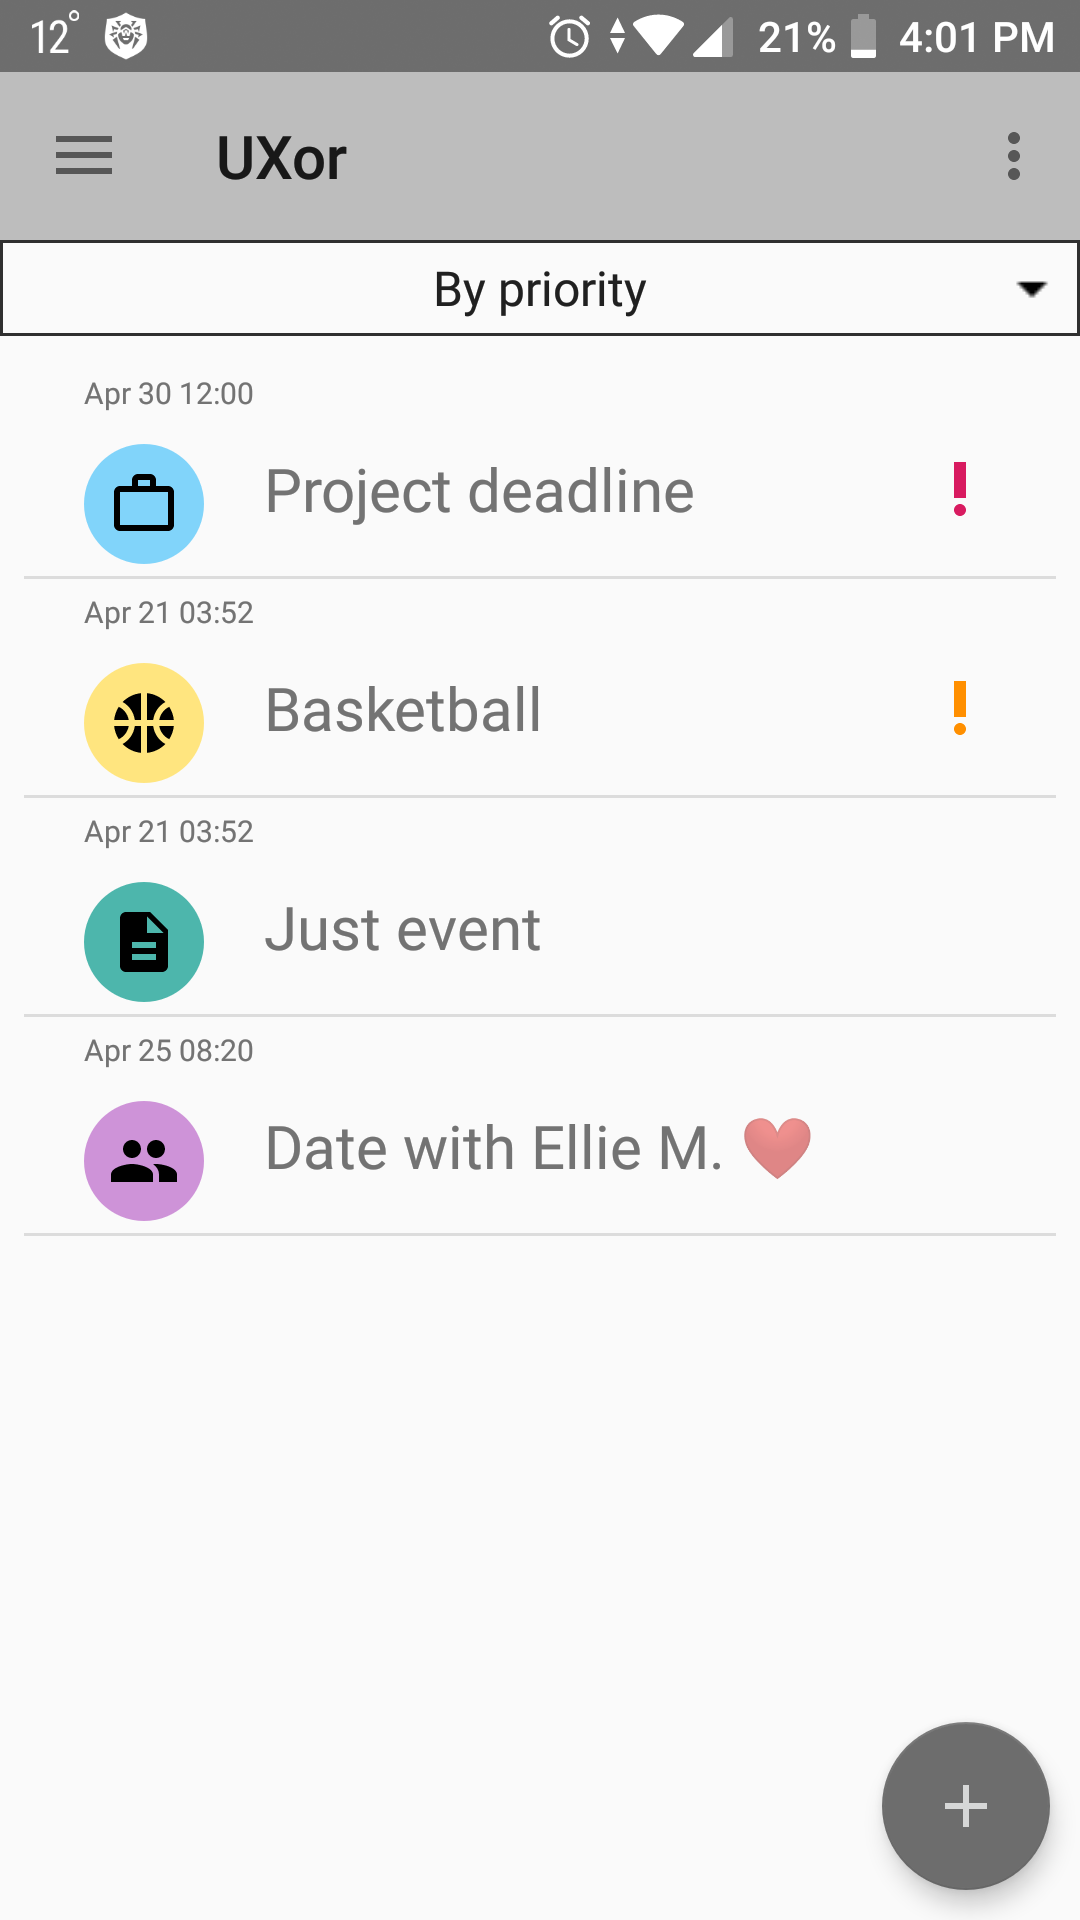 12° 21% 4:01 PM
UXor
By priority
Apr 30 12:00
Project deadline
Apr 21 03:52
Basketball
Apr 21 03:52
Just event
Apr 25 08:20
Date with Ellie M. ❤️